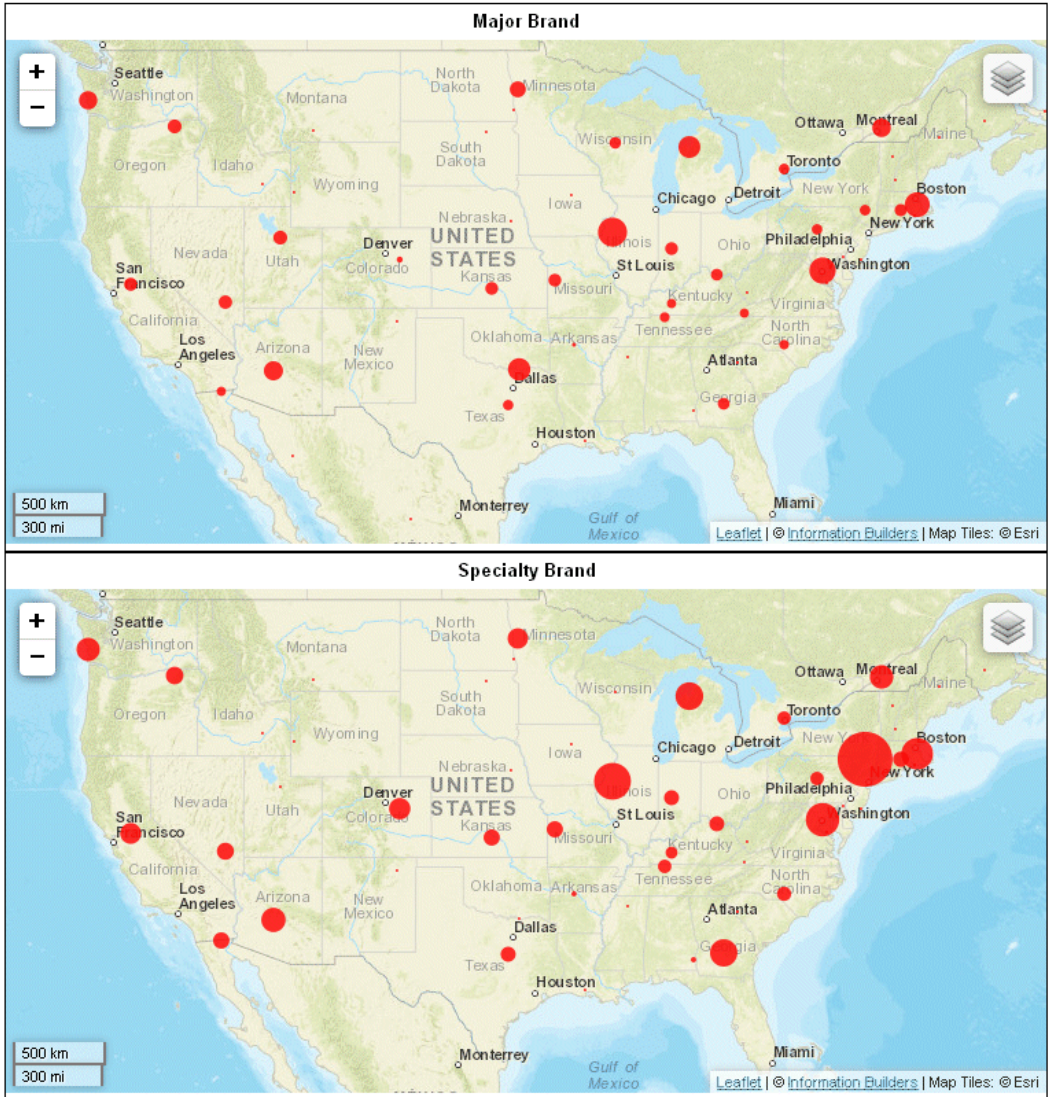 Major Brand
+
−
Seattle
Washington
Montana
North
Dakota
Minnesota
Ottawa
Montreal
Maine
Oregon
Idaho
South
Dakota
Wisconsin
Toronto
Wyoming
Iowa
Chicago
Detroit
New York
Boston
Nebraska
New York
Nevada
Utah
Denver
Colorado
UNITED
STATES
Illinois
Ohio
Philadelphia
San
Francisco
Kansas
St Louis
Missouri
Washington
California
Kentucky
Virginia
Los
Angeles
Arizona
New
Mexico
Oklahoma
Arkansas
Tennessee
North
Carolina
Dallas
Atlanta
Texas
Georgia
Houston
500 km
300 mi
Monterrey
Gulf of
Mexico
Miami
Leaflet | © Information Builders | Map Tiles: © Esri
Specialty Brand
+
−
Seattle
Washington
Montana
North
Dakota
Minnesota
Ottawa
Montreal
Maine
Oregon
Idaho
South
Dakota
Wisconsin
Toronto
Wyoming
Iowa
Chicago
Detroit
New Y
Boston
Nebraska
New York
Nevada
Utah
Denver
Colorado
UNITED
STATES
Illinois
Ohio
Philadelphia
San
Francisco
Kansas
St Louis
Missouri
Washington
California
Kentucky
Virginia
Los
Angeles
Arizona
New
Mexico
Oklahoma
Arkansas
Tennessee
North
Carolina
Dallas
Atlanta
Texas
Georgia
Houston
500 km
300 mi
Monterrey
Gulf of
Mexico
Miami
Leaflet | © Information Builders | Map Tiles: © Esri